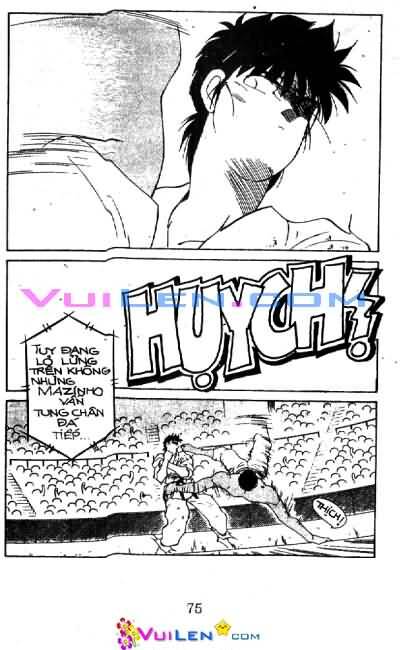 HUỴCH!
VuiLen.com
TUY ĐANG
LỘ LỬNG
TRÊN KHÔNG
NHƯNG
MAZINHO
VẪN
TUNG CHÂN
ĐÁ
TIẾP...
THỊCH!
75
VuiLen.com